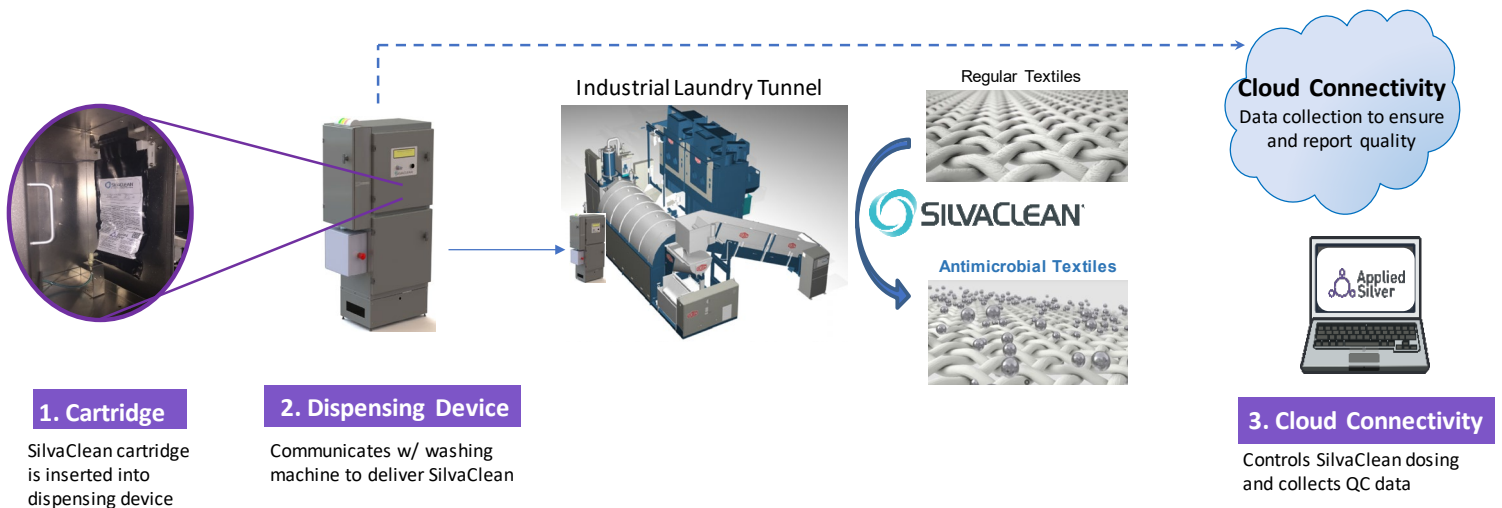 Industrial Laundry Tunnel
Regular Textiles
SILVACLEAN
Antimicrobial Textiles
Cloud Connectivity
Data collection to ensure
and report quality
Applied
Silver
1. Cartridge
SilvaClean cartridge
is inserted into
dispensing device
2. Dispensing Device
Communicates w/ washing
machine to deliver SilvaClean
3. Cloud Connectivity
Controls SilvaClean dosing
and collects QC data